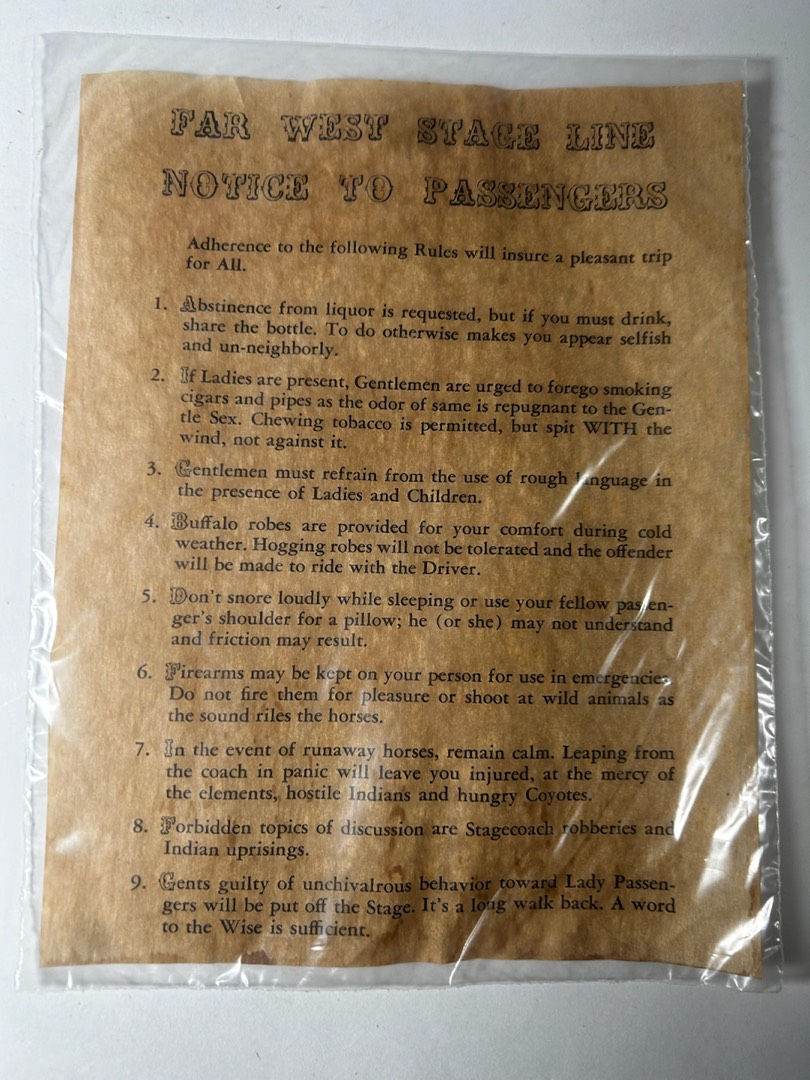 FAR WEST STAGE LINE
NOTICE TO PASSENGERS
Adherence to the following Rules will insure a pleasant trip
for All.
1. Abstinence from liquor is requested, but if you must drink,
share the bottle. To do otherwise makes you appear selfish
and un-neighborly.
2. If Ladies are present, Gentlemen are urged to forego smoking
cigars and pipes as the odor of same is repugnant to the Gen-
tle Sex. Chewing tobacco is permitted, but spit WITH the
wind, not against it.
3. Gentlemen must refrain from the use of rough language in
the presence of Ladies and Children.
4. Buffalo robes are provided for your comfort during cold
weather. Hogging robes will not be tolerated and the offender
will be made to ride with the Driver.
5. Don't snore loudly while sleeping or use your fellow passen-
ger's shoulder for a pillow; he (or she) may not understand
and friction may result.
6. Firearms may be kept on your person for use in emergencies.
Do not fire them for pleasure or shoot at wild animals as
the sound riles the horses.
7. In the event of runaway horses, remain calm. Leaping from
the coach in panic will leave you injured, at the mercy of
the elements, hostile Indians and hungry Coyotes.
8. Forbidden topics of discussion are Stagecoach robberies and
Indian uprisings.
9. Gents guilty of unchivalrous behavior toward Lady Passen-
gers will be put off the Stage. It's a long walk back. A word
to the Wise is sufficient.